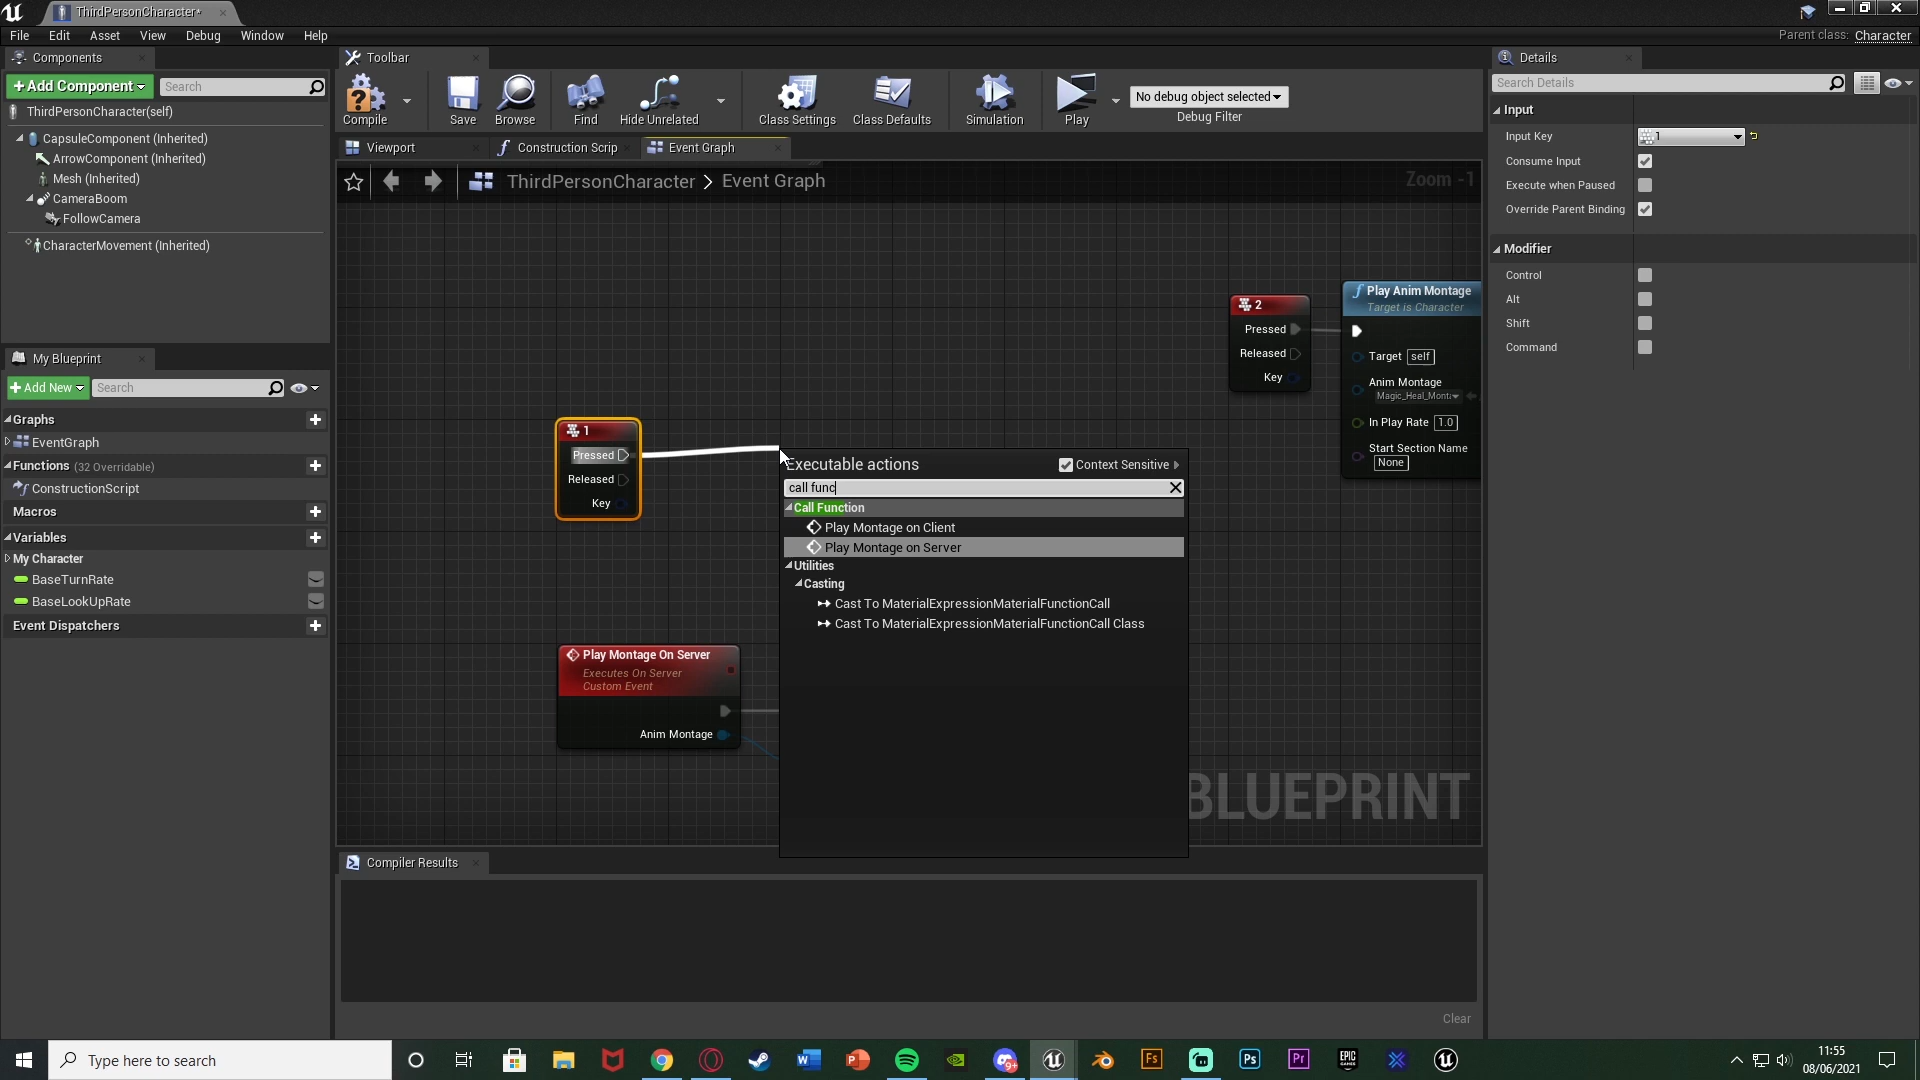 ThirdPersonCharacter*
File Edit Asset View Debug Window Help
Parent class: Character
Components
+ Add Component
Search
ThirdPersonCharacter(self)
CapsuleComponent (Inherited)
ArrowComponent (Inherited)
Mesh (Inherited)
CameraBoom
FollowCamera
CharacterMovement (Inherited)
My Blueprint
+ Add New
Search
Graphs
EventGraph
Functions (32 Overridable)
ConstructionScript
Macros
Variables
My Character
BaseTurnRate
BaseLookUpRate
Event Dispatchers
Toolbar
Compile
Save
Browse
Find
Hide Unrelated
Class Settings
Class Defaults
Simulation
Play
No debug object selected
Debug Filter
Viewport
Construction Scrip
Event Graph
ThirdPersonCharacter > Event Graph
Zoom -1
1
Pressed
Released
Key
2
Pressed
Released
Key
Play Anim Montage
Target is Character
Target self
Anim Montage
Magic_Heal_Monta
In Play Rate 1.0
Start Section Name
None
Executable actions
Context Sensitive
call func
Call Function
Play Montage on Client
Play Montage on Server
Utilities
Casting
Cast To MaterialExpressionMaterialFunctionCall
Cast To MaterialExpressionMaterialFunctionCall Class
Play Montage On Server
Executes On Server
Custom Event
Anim Montage
BLUEPRINT
Compiler Results
Clear
Details
Search Details
Input
Input Key 1
Consume Input
Execute when Paused
Override Parent Binding
Modifier
Control
Alt
Shift
Command
Type here to search
11:55
08/06/2021